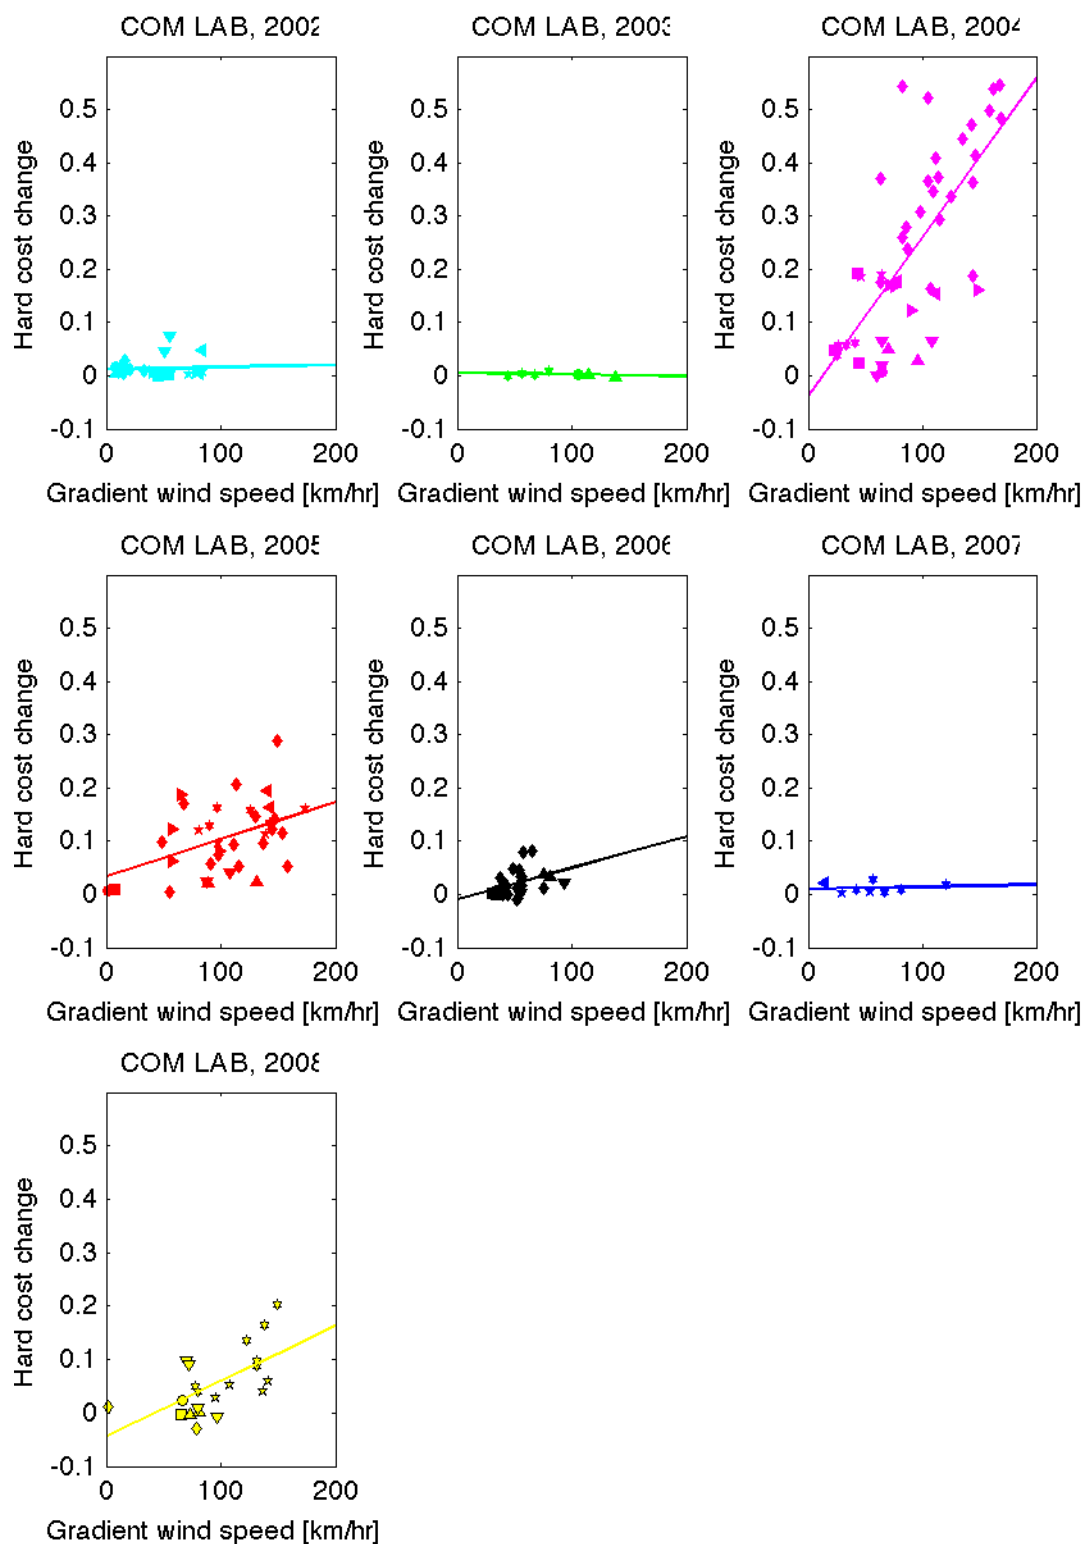 COM LAB, 2002
COM LAB, 2003
COM LAB, 2004
Hard cost change
0.5
0.4
0.3
0.2
0.1
0
-0.1
0 100 200
Gradient wind speed [km/hr]
Hard cost change
0.5
0.4
0.3
0.2
0.1
0
-0.1
0 100 200
Gradient wind speed [km/hr]
Hard cost change
0.5
0.4
0.3
0.2
0.1
0
-0.1
0 100 200
Gradient wind speed [km/hr]
COM LAB, 2005
COM LAB, 2006
COM LAB, 2007
Hard cost change
0.5
0.4
0.3
0.2
0.1
0
-0.1
0 100 200
Gradient wind speed [km/hr]
Hard cost change
0.5
0.4
0.3
0.2
0.1
0
-0.1
0 100 200
Gradient wind speed [km/hr]
Hard cost change
0.5
0.4
0.3
0.2
0.1
0
-0.1
0 100 200
Gradient wind speed [km/hr]
COM LAB, 2008
Hard cost change
0.5
0.4
0.3
0.2
0.1
0
-0.1
0 100 200
Gradient wind speed [km/hr]